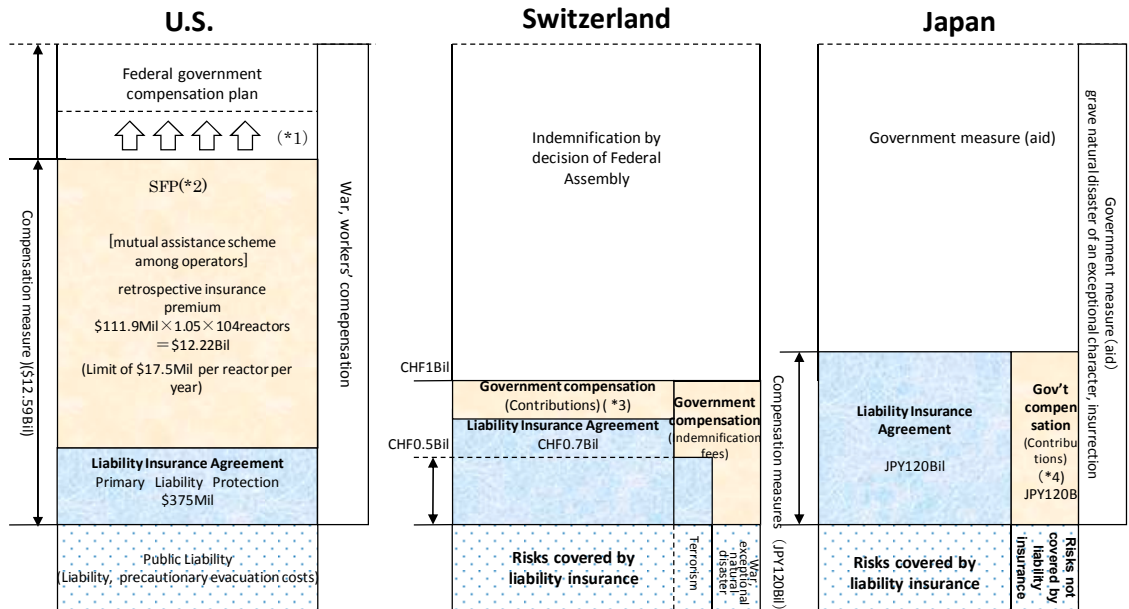 U.S.
Federal government
compensation plan
(*1)
SFP(*2)
[mutual assistance scheme
among operators]
retrospective insurance
premium
$111.9Mil×1.05×104reactors
=$12.22Bil
(Limit of $17.5Mil per reactor per
year)
Liability Insurance Agreement
Primary Liability Protection
$375Mil
Public Liability
(Liability, precautionary evacuation costs)
Compensation measure)($12.59Bil)
War, workers' comepensation
Switzerland
Indemnification by
decision of Federal
Assembly
CHF1Bil
Government compensation
(Contributions) ( *3)
Liability Insurance Agreement
CHF0.7Bil
CHF0.5Bil
Government
compensation
(Indemnification
fees)
Risks covered by
liability insurance
Terrorism
War
exceptional
natural
disaster
Japan
Government measure (aid)
Compensation measures (JPY120Bil)
Liability Insurance
Agreement
JPY120Bil
Gov't
compen
sation
(Contribu
tions)
(*4)
JPY120B
Risks covered by
liability insurance
Risks not
covered by
liability
insurance
Government measure (aid)
grave natural disaster of an exceptional character, insurrection